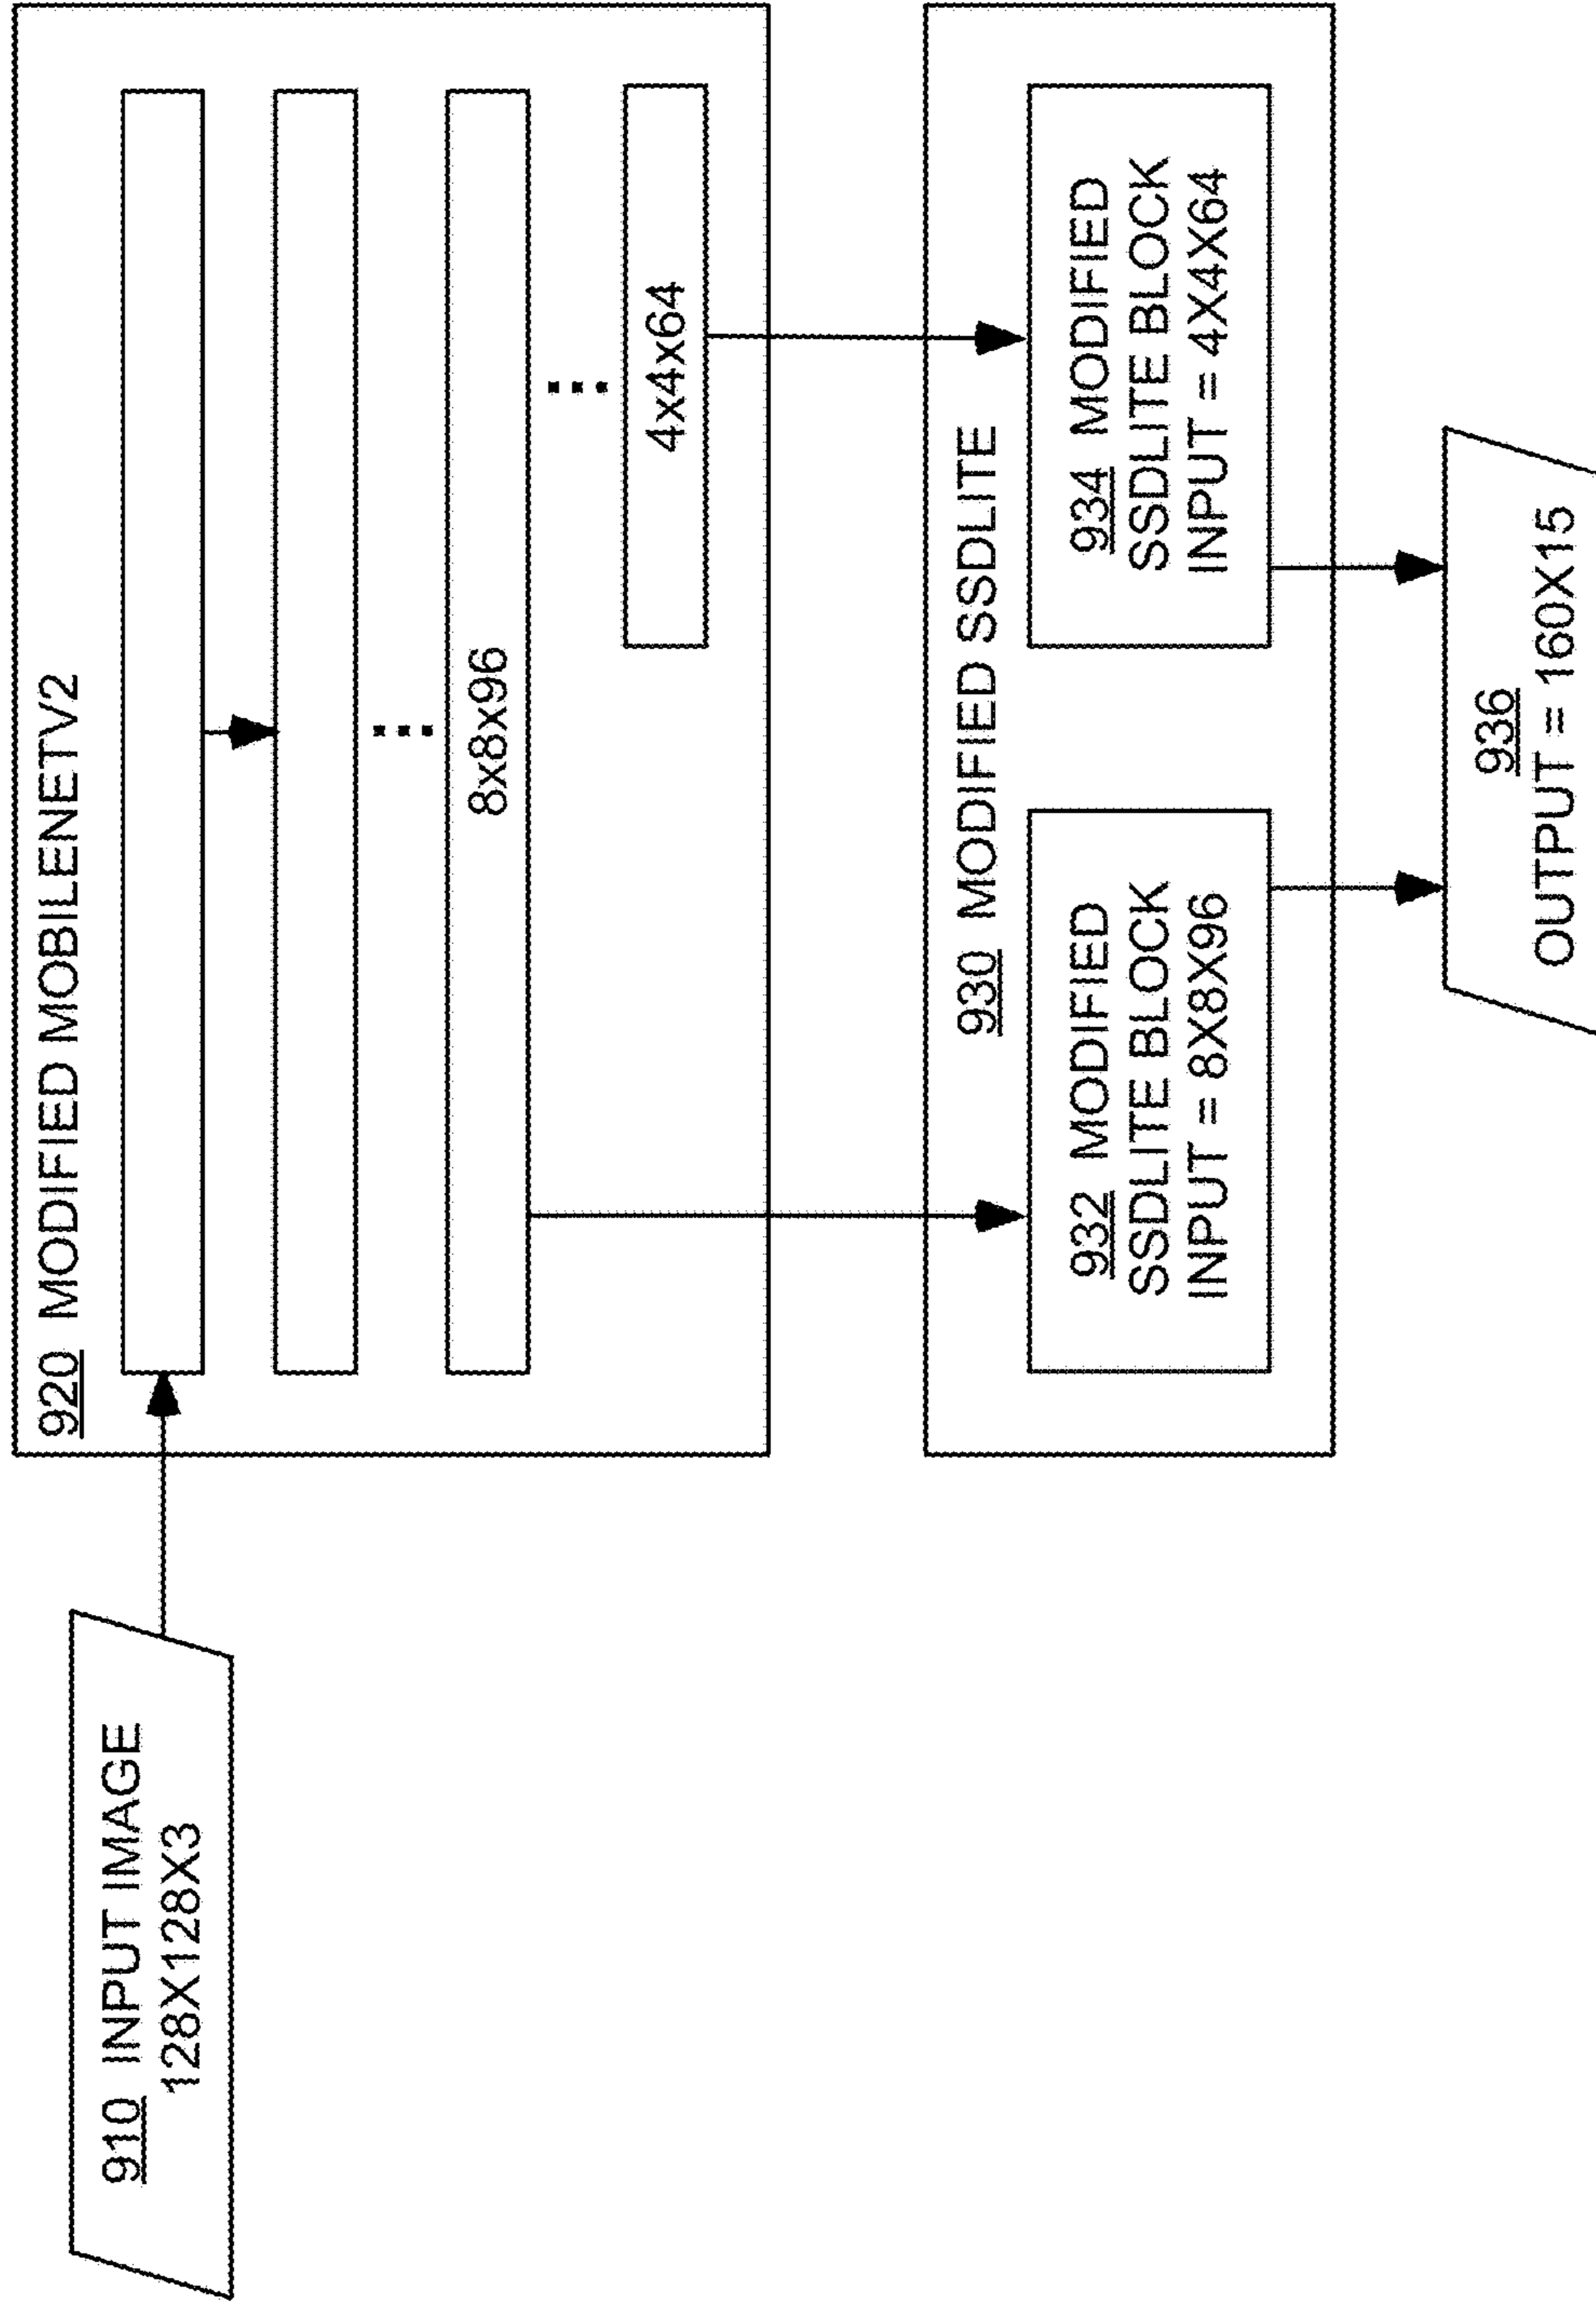 910 INPUT IMAGE
128X128X3
920 MODIFIED MOBILENETV2
8x8x96
4x4x64
930 MODIFIED SSDLITE
932 MODIFIED
SSDLITE BLOCK
INPUT = 8X8X96
934 MODIFIED
SSDLITE BLOCK
INPUT = 4X4X64
936
OUTPUT = 160X15